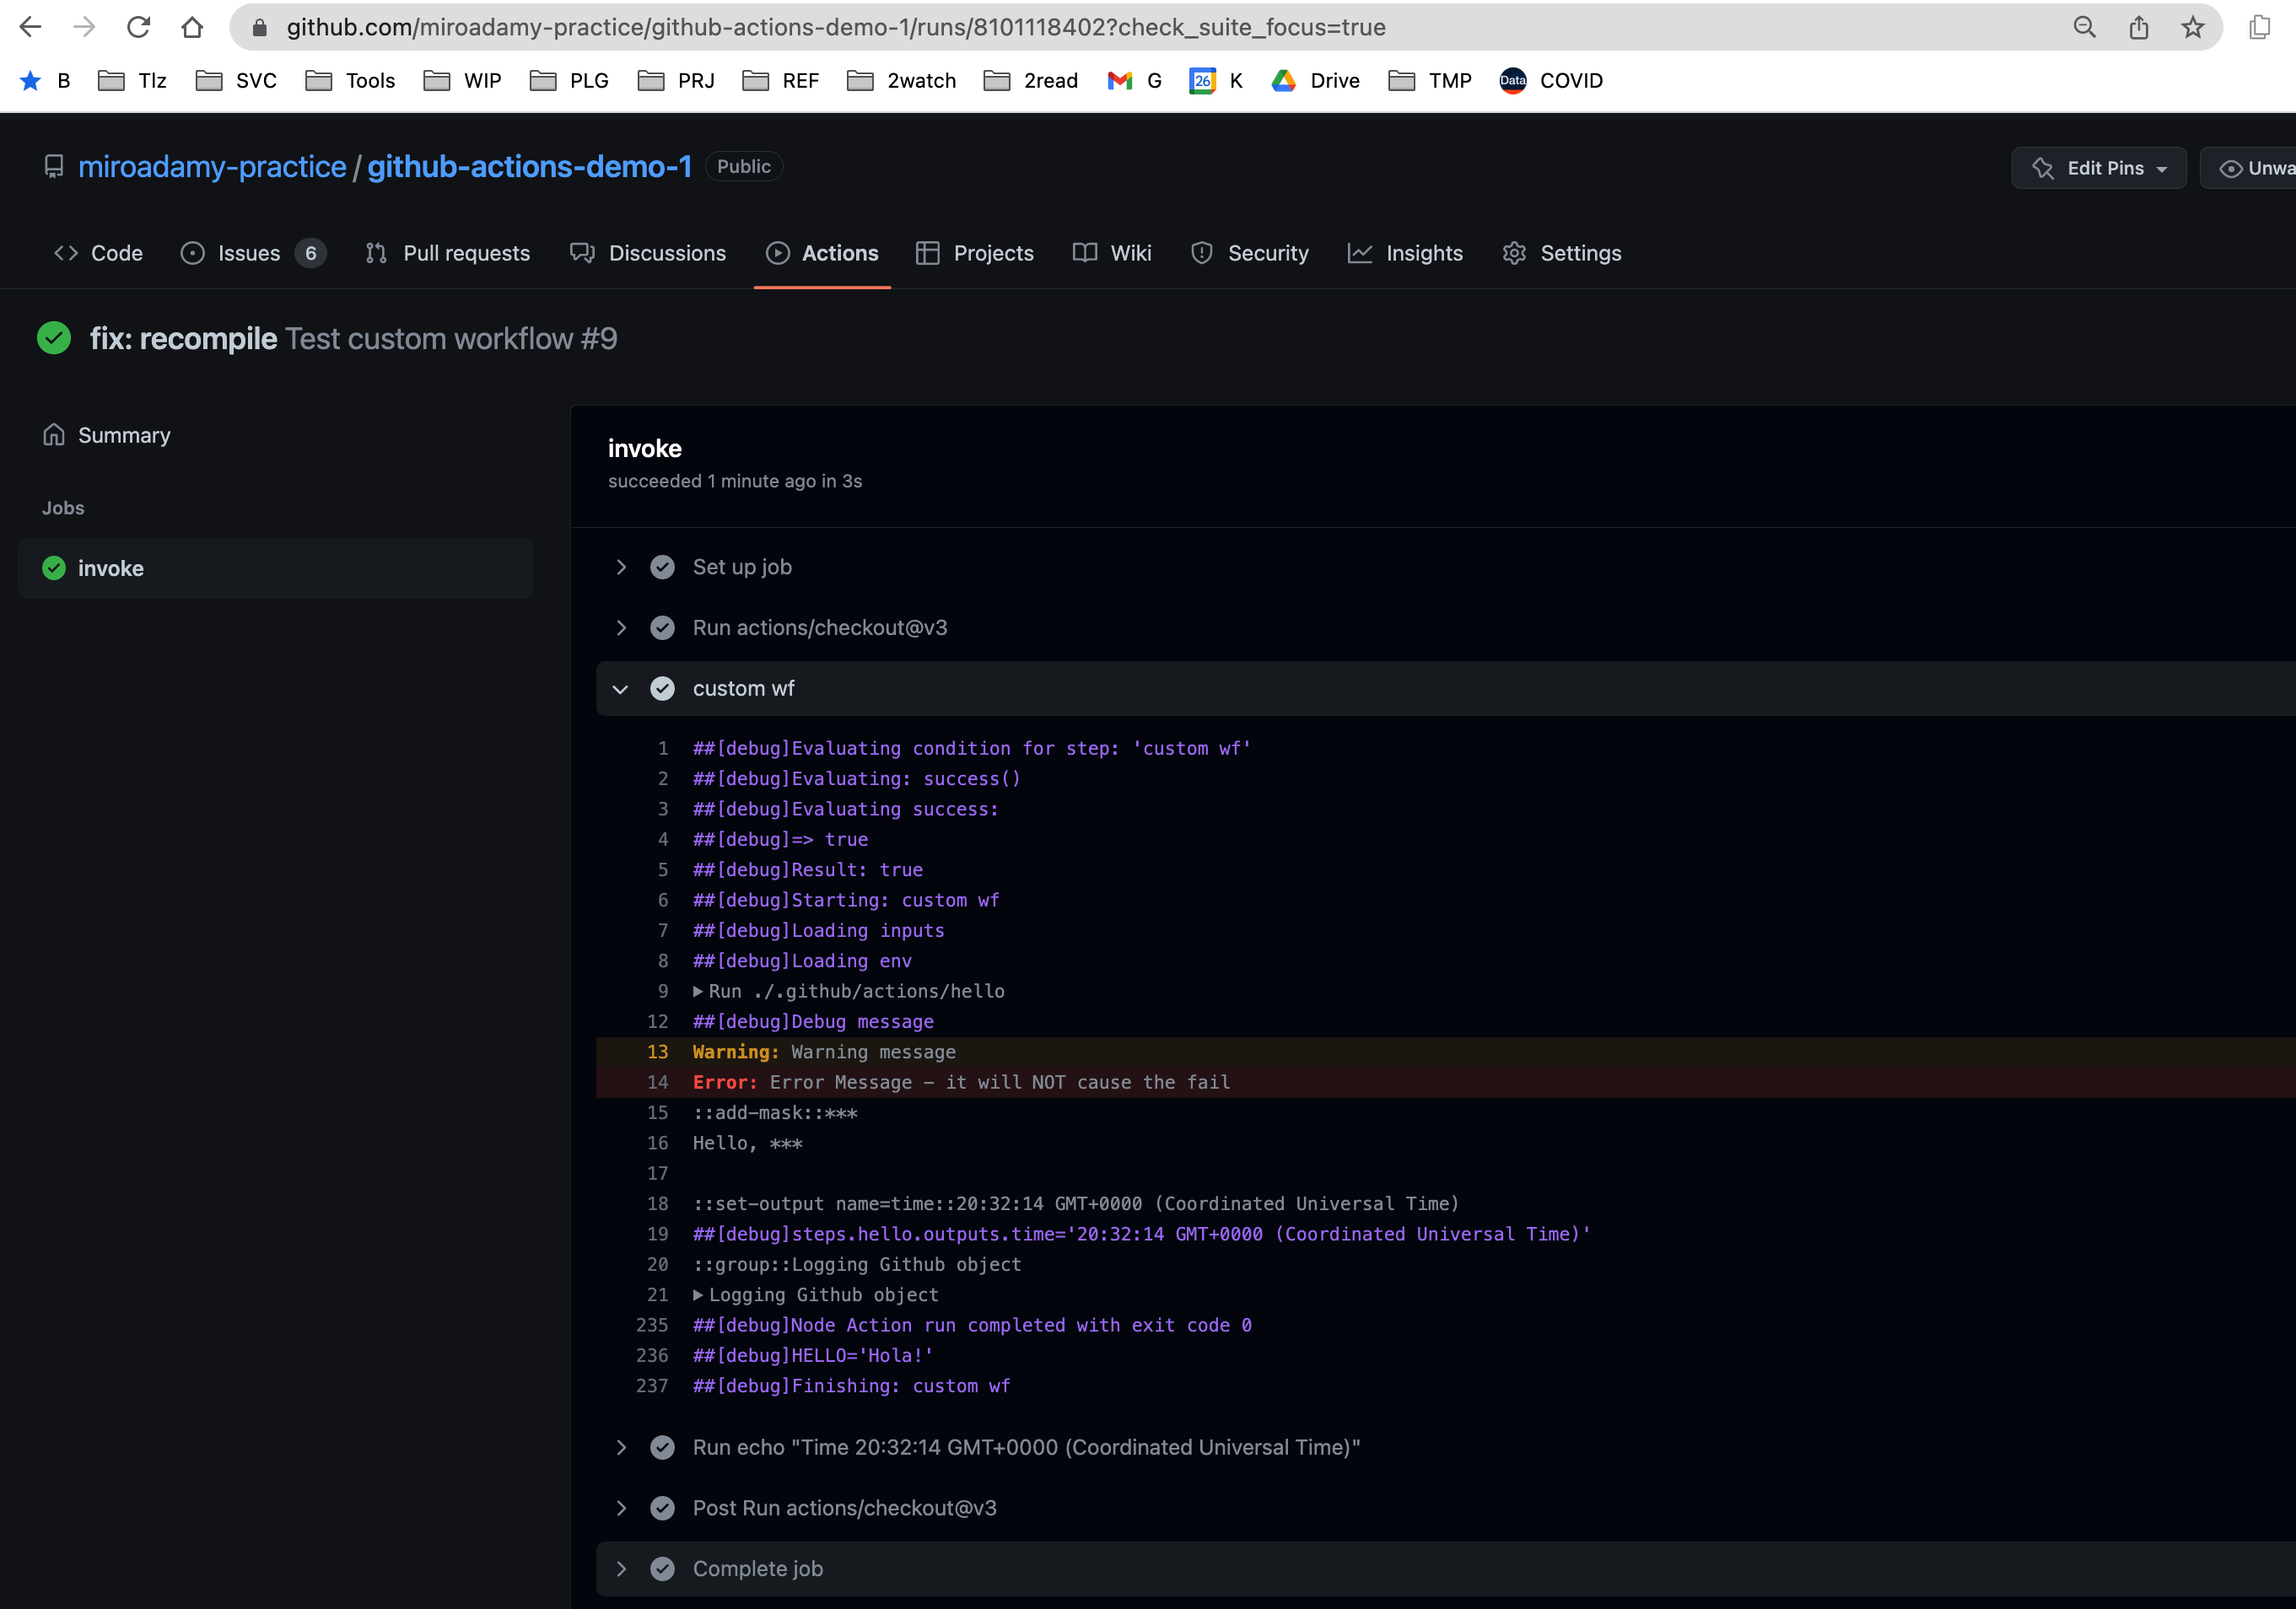 github.com/miroadamy-practice/github-actions-demo-1/runs/8101118402?check_suite_focus=true
B TIz SVC Tools WIP PLG PRJ REF 2watch 2read G 26 K Drive TMP Data COVID
miroadamy-practice / github-actions-demo-1 Public Edit Pins Unwa
Code Issues 6 Pull requests Discussions Actions Projects Wiki Security Insights Settings
fix: recompile Test custom workflow #9
Summary
Jobs
invoke
invoke
succeeded 1 minute ago in 3s
Set up job
Run actions/checkout@v3
custom wf
1 ##[debug]Evaluating condition for step: 'custom wf'
2 ##[debug]Evaluating: success()
3 ##[debug]Evaluating success:
4 ##[debug]=> true
5 ##[debug]Result: true
6 ##[debug]Starting: custom wf
7 ##[debug]Loading inputs
8 ##[debug]Loading env
9 Run ./.github/actions/hello
12 ##[debug]Debug message
13 Warning: Warning message
14 Error: Error Message – it will NOT cause the fail
15 ::add-mask::***
16 Hello, ***
17
18 ::set-output name=time::20:32:14 GMT+0000 (Coordinated Universal Time)
19 ##[debug]steps.hello.outputs.time='20:32:14 GMT+0000 (Coordinated Universal Time)'
20 ::group::Logging Github object
21 Logging Github object
235 ##[debug]Node Action run completed with exit code 0
236 ##[debug]HELLO='Hola!'
237 ##[debug]Finishing: custom wf
Run echo "Time 20:32:14 GMT+0000 (Coordinated Universal Time)"
Post Run actions/checkout@v3
Complete job